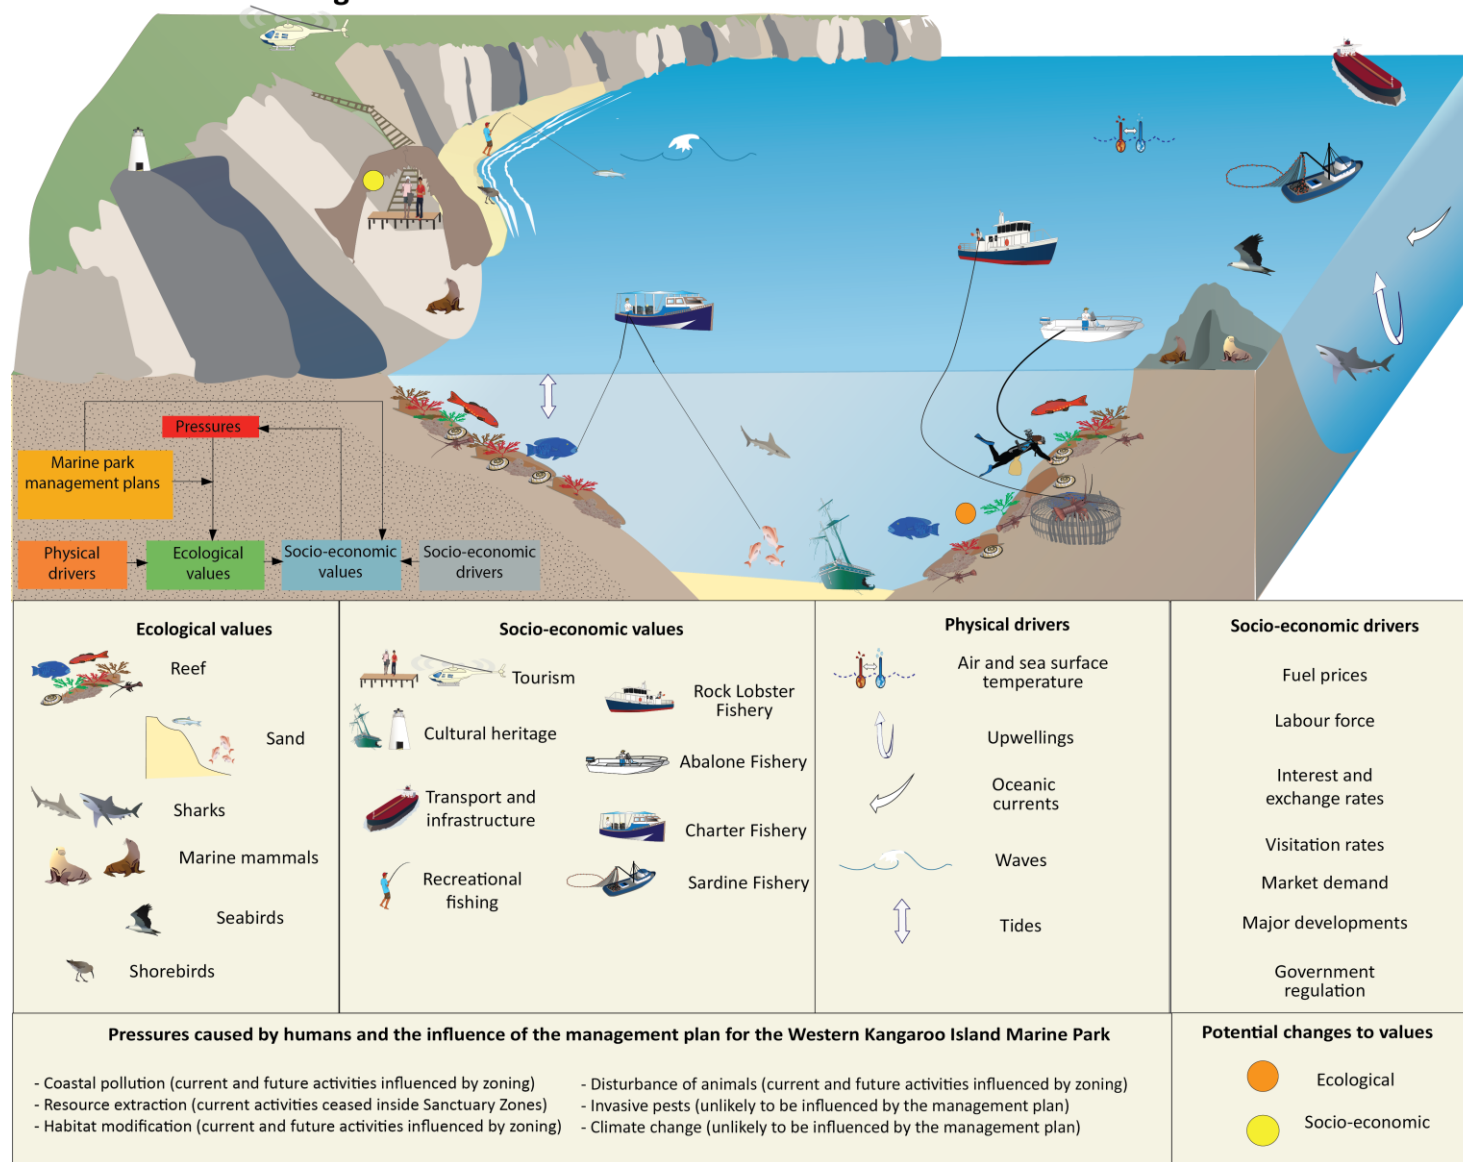 Pressures
Marine park
management plans
Physical
drivers
Ecological
values
Socio-economic
values
Socio-economic
drivers
Ecological values
Reef
Sand
Sharks
Marine mammals
Seabirds
Shorebirds
Socio-economic values
Tourism
Cultural heritage
Transport and
infrastructure
Recreational
fishing
Rock Lobster
Fishery
Abalone Fishery
Charter Fishery
Sardine Fishery
Physical drivers
Air and sea surface
temperature
Upwellings
Oceanic
currents
Waves
Tides
Socio-economic drivers
Fuel prices
Labour force
Interest and
exchange rates
Visitation rates
Market demand
Major developments
Government
regulation
Pressures caused by humans and the influence of the management plan for the Western Kangaroo Island Marine Park
- Coastal pollution (current and future activities influenced by zoning)
- Resource extraction (current activities ceased inside Sanctuary Zones)
- Habitat modification (current and future activities influenced by zoning)
- Disturbance of animals (current and future activities influenced by zoning)
- Invasive pests (unlikely to be influenced by the management plan)
- Climate change (unlikely to be influenced by the management plan)
Potential changes to values
Ecological
Socio-economic